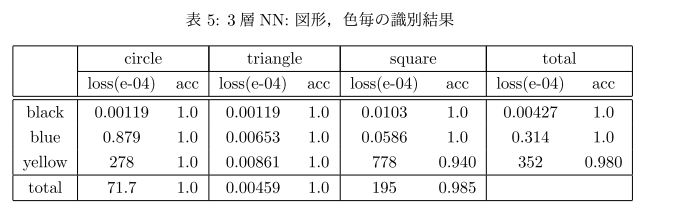 表 5: 3 層 NN: 図形，色毎の識別結果
circle triangle square total
loss(e-04) acc loss(e-04) acc loss(e-04) acc loss(e-04) acc
black 0.00119 1.0 0.00119 1.0 0.0103 1.0 0.00427 1.0
blue 0.879 1.0 0.00653 1.0 0.0586 1.0 0.314 1.0
yellow 278 1.0 0.00861 1.0 778 0.940 352 0.980
total 71.7 1.0 0.00459 1.0 195 0.985